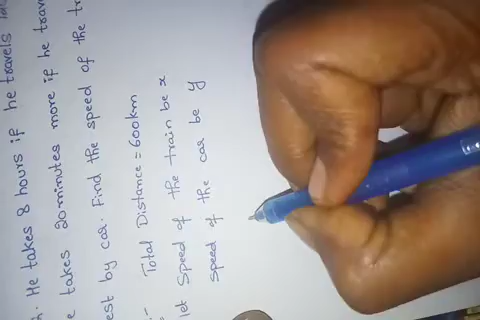 . He takes 8 hours if he travels
takes 20 minutes more if he trav
est by car. Find the speed of the tr
:-
Total Distance = 600km
let Speed of the train be x
Speed of the car be y